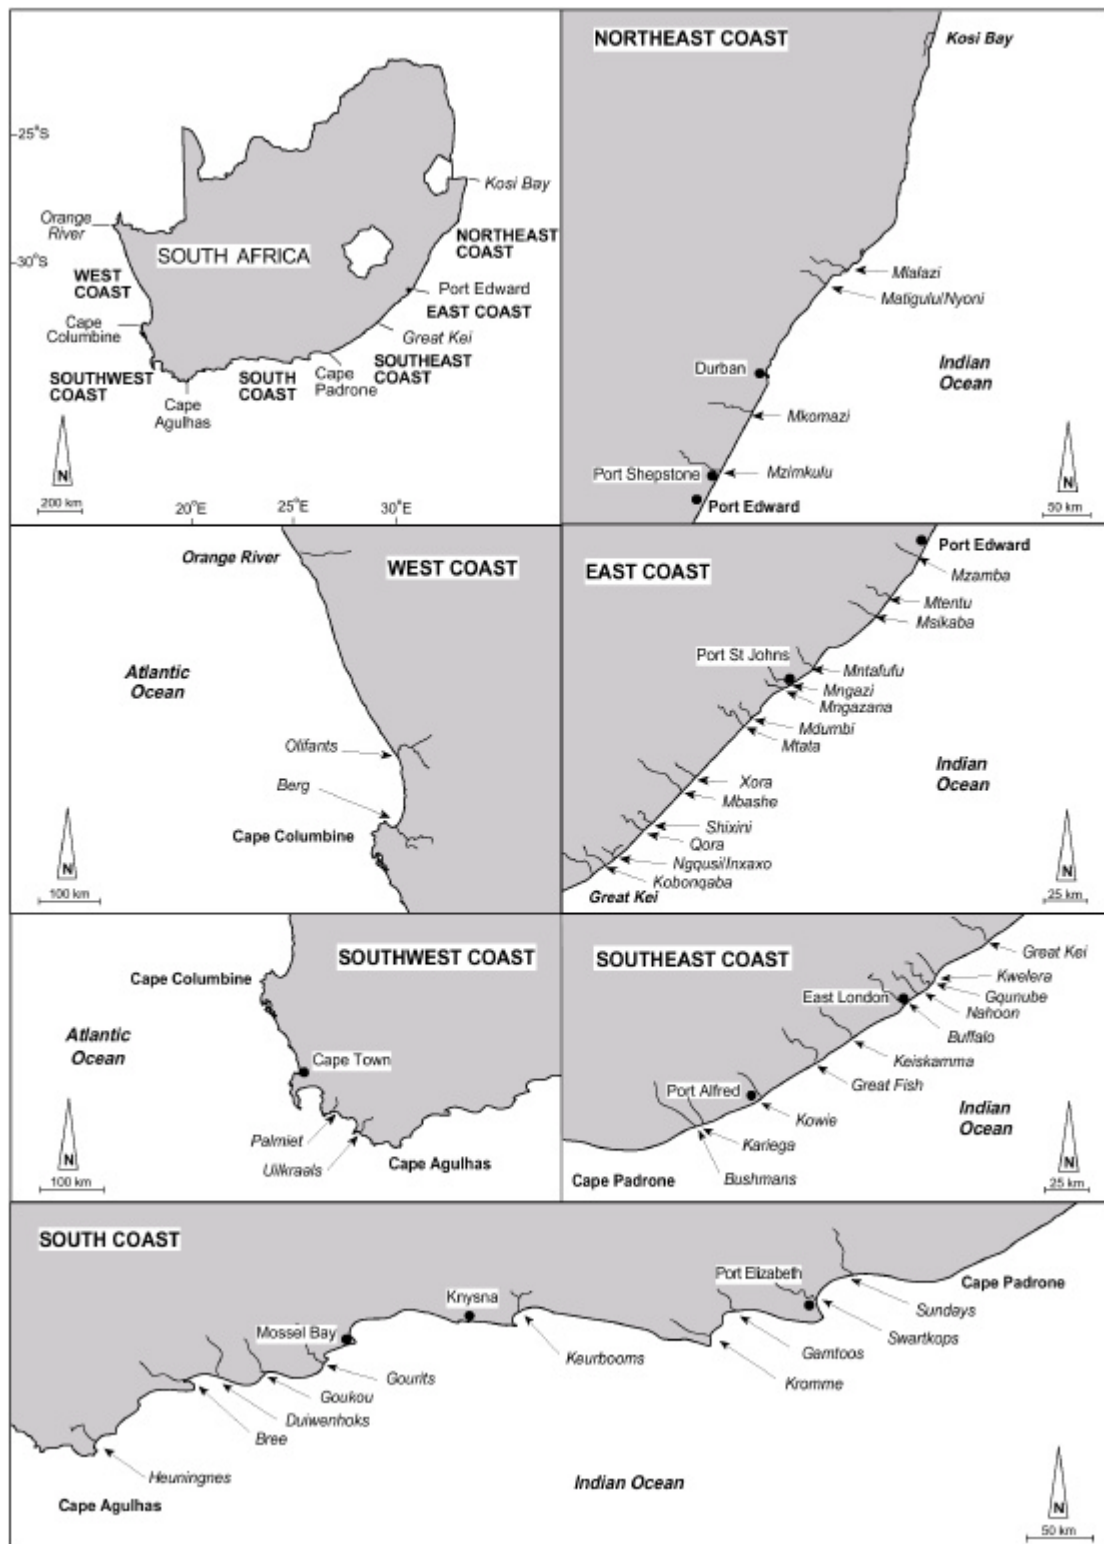 25°S
30°S
Orange
River
SOUTH AFRICA
Kosi Bay
NORTHEAST
COAST
WEST
COAST
Port Edward
EAST COAST
Cape
Columbine
Great Kei
SOUTHEAST
COAST
SOUTHWEST
COAST
SOUTH
COAST
Cape
Padrone
Cape
Agulhas
N
200 km
20°E
25°E
30°E
NORTHEAST COAST
Kosi Bay
Mlalazi
Matigulu/Nyoni
Durban
Indian
Ocean
Mkomazi
Port Shepstone
Mzimkulu
Port Edward
N
50 km
Orange River
WEST COAST
Atlantic
Ocean
Olifants
Berg
Cape Columbine
N
100 km
EAST COAST
Port Edward
Mzamba
Mtentu
Msikaba
Port St Johns
Mntafufu
Mngazi
Mngazana
Mdumbi
Mtata
Indian
Ocean
Xora
Mbashe
Shixini
Qora
Ngqusi/Inxaxo
Kobonqaba
Great Kei
N
25 km
SOUTHWEST COAST
Cape Columbine
Atlantic
Ocean
Cape Town
Palmiet
Uilkraals
Cape Agulhas
N
100 km
SOUTHEAST COAST
Great Kei
Kwelera
East London
Gqunube
Nahoon
Buffalo
Keiskamma
Great Fish
Port Alfred
Kowie
Indian
Ocean
Kariega
Bushmans
Cape Padrone
N
25 km
SOUTH COAST
Port Elizabeth
Cape Padrone
Knysna
Sundays
Mossel Bay
Swartkops
Gamtoos
Keurbooms
Kromme
Gourits
Goukou
Duiwenhoks
Bree
Heuningnes
Cape Agulhas
Indian Ocean
N
50 km